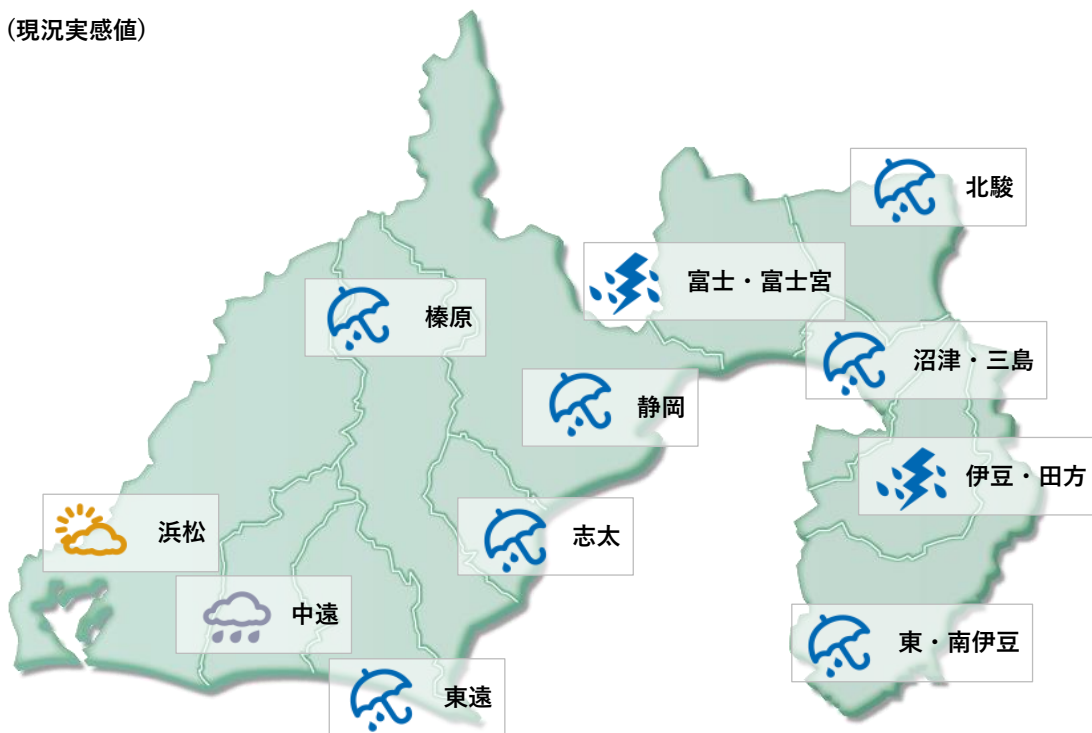 (現況実感値)
北駿
富士・富士宮
榛原
沼津・三島
静岡
伊豆・田方
浜松
志太
中遠
東・南伊豆
東遠